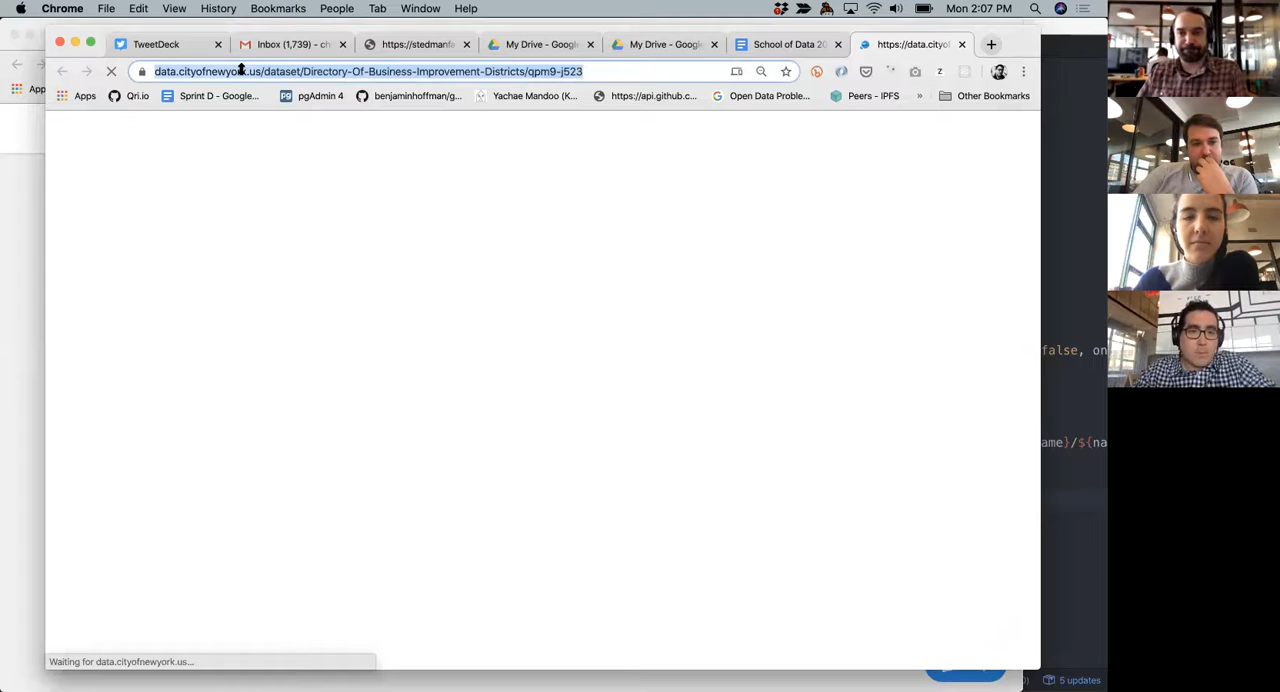 Chrome File Edit View History Bookmarks People Tab Window Help Mon 2:07 PM
TweetDeck Inbox (1,739) - ch https://stedmanfa My Drive - Google My Drive - Google School of Data 20 https://data.cityof
data.cityofnewyork.us/dataset/Directory-Of-Business-Improvement-Districts/qpm9-j523
App Apps Qri.io Sprint D - Google... pgAdmin 4 benjaminhoffman/g... Yachae Mandoo (K... https://api.github.c... Open Data Proble... Peers - IPFS » Other Bookmarks
false, on
ame}/${na
Waiting for data.cityofnewyork.us...
5 updates